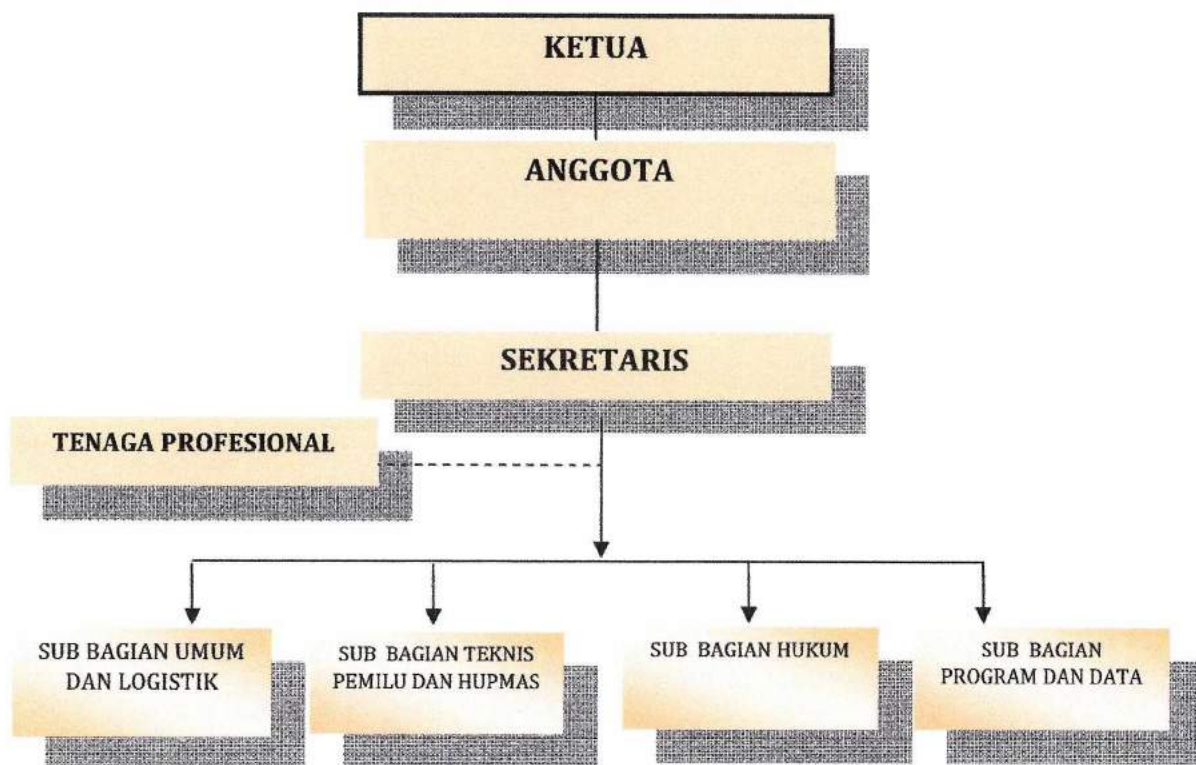 KETUA
ANGGOTA
SEKRETARIS
TENAGA PROFESIONAL
SUB BAGIAN UMUM
DAN LOGISTIK
SUB BAGIAN TEKNIS
PEMILU DAN HUPMAS
SUB BAGIAN HUKUM
SUB BAGIAN
PROGRAM DAN DATA